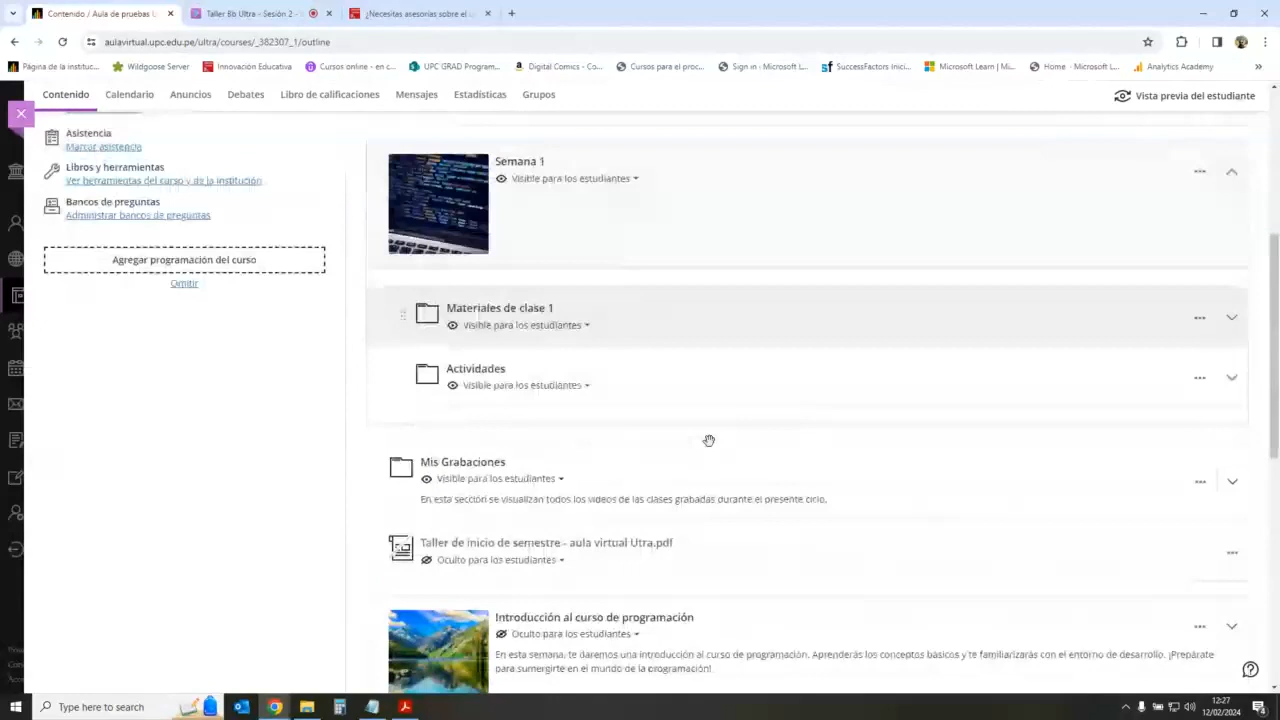 Contenido / Aula de pruebas U
Taller Bb Ultra - Sesión 2 -
¿Necesitas asesorías sobre el
aulavirtual.upc.edu.pe/ultra/courses/_382307_1/outline
Página de la instituc...
Wildgoose Server
Innovación Educativa
Cursos online - en c...
UPC GRAD Program...
Digital Comics - Co...
Cursos para el proc...
Sign in - Microsoft L...
SuccessFactors Inici...
Microsoft Learn | Mi...
Home - Microsoft L...
Analytics Academy
Contenido
Calendario
Anuncios
Debates
Libro de calificaciones
Mensajes
Estadísticas
Grupos
Vista previa del estudiante
Asistencia
Marcar asistencia
Libros y herramientas
Ver herramientas del curso y de la institución
Bancos de preguntas
Administrar bancos de preguntas
Agregar programación del curso
Omitir
Semana 1
Visible para los estudiantes
Materiales de clase 1
Visible para los estudiantes
Actividades
Visible para los estudiantes
Mis Grabaciones
Visible para los estudiantes
En esta sección se visualizan todos los videos de las clases grabadas durante el presente ciclo.
Taller de inicio de semestre - aula virtual Utra.pdf
Oculto para los estudiantes
Introducción al curso de programación
Oculto para los estudiantes
En esta semana, te daremos una introducción al curso de programación. Aprenderás los conceptos básicos y te familiarizarás con el entorno de desarrollo. ¡Prepárate
para sumergirte en el mundo de la programación!
Type here to search
12:27
12/02/2024